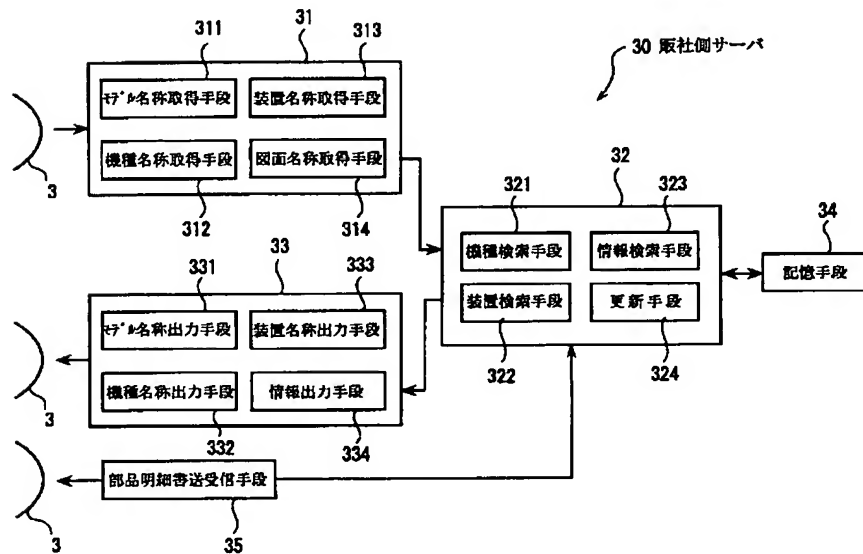 311
31
313
30 販社側サーバ
モデル名称取得手段
装置名称取得手段
機種名称取得手段
図面名称取得手段
3
312
314
32
321
323
34
機種検索手段
情報検索手段
記憶手段
装置検索手段
更新手段
322
324
331
33
333
モデル名称出力手段
装置名称出力手段
機種名称出力手段
情報出力手段
3
332
334
部品明細書送受信手段
3
35